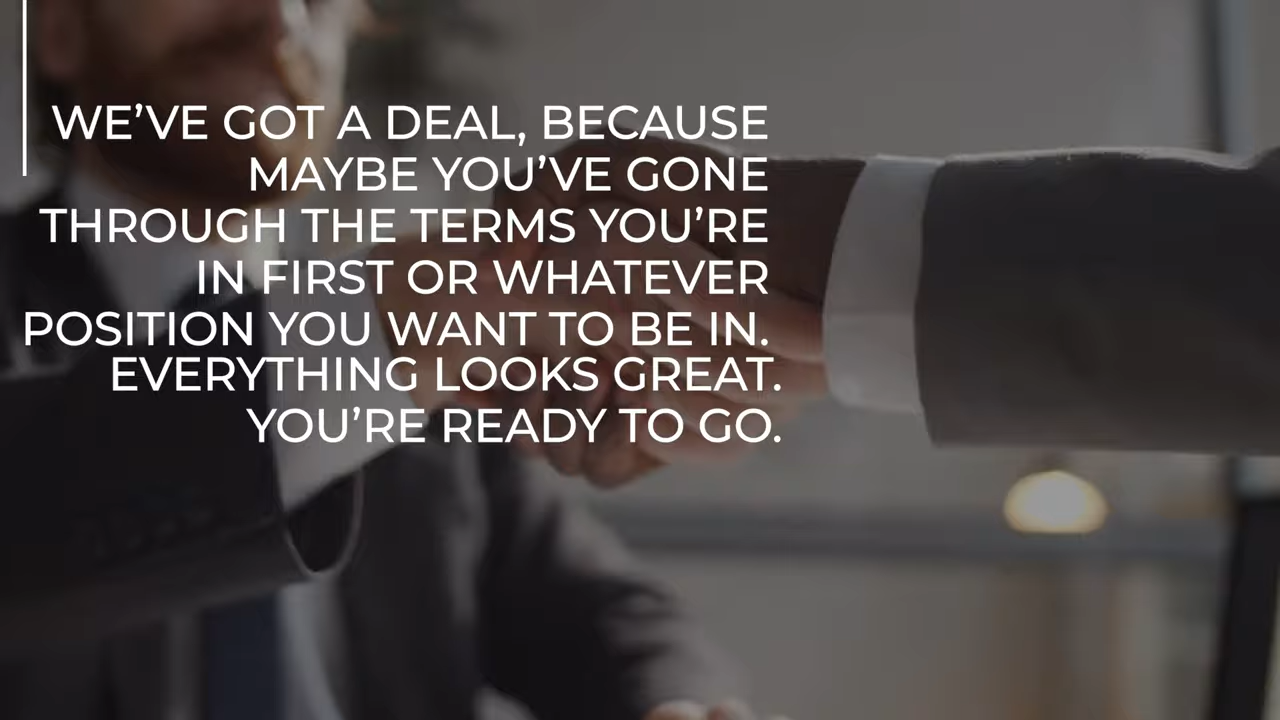 WE’VE GOT A DEAL, BECAUSE
MAYBE YOU’VE GONE
THROUGH THE TERMS YOU’RE
IN FIRST OR WHATEVER
POSITION YOU WANT TO BE IN.
EVERYTHING LOOKS GREAT.
YOU’RE READY TO GO.